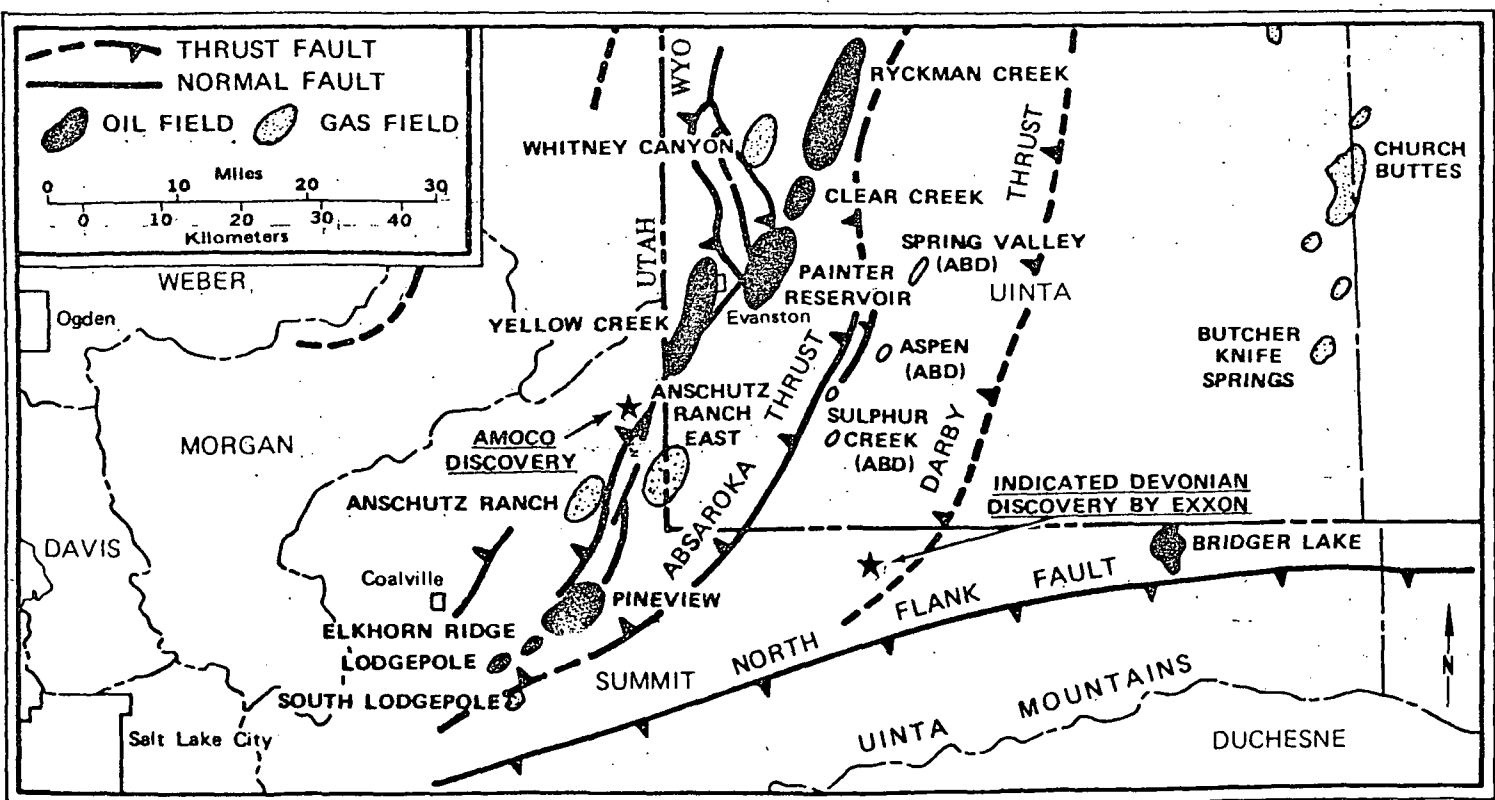 THRUST FAULT
NORMAL FAULT
OIL FIELD
GAS FIELD
Miles
0 10 20 30
0 10 20 30 40
Kilometers
WYO
UTAH
RYCKMAN CREEK
WHITNEY CANYON
CLEAR CREEK
THRUST
CHURCH
BUTTES
SPRING VALLEY
(ABD)
WEBER
Ogden
PAINTER
RESERVOIR
UINTA
YELLOW CREEK
Evanston
ASPEN
(ABD)
BUTCHER
KNIFE
SPRINGS
MORGAN
ANSCHUTZ
RANCH
EAST
THRUST
SULPHUR
CREEK
(ABD)
AMOCO
DISCOVERY
DARBY
ANSCHUTZ RANCH
ABSAROKA
INDICATED DEVONIAN
DISCOVERY BY EXXON
DAVIS
BRIDGER LAKE
Coalville
PINEVIEW
NORTH FLANK FAULT
ELKHORN RIDGE
LODGEPOLE
SUMMIT
SOUTH LODGEPOLE
N
Salt Lake City
UINTA MOUNTAINS
DUCHESNE